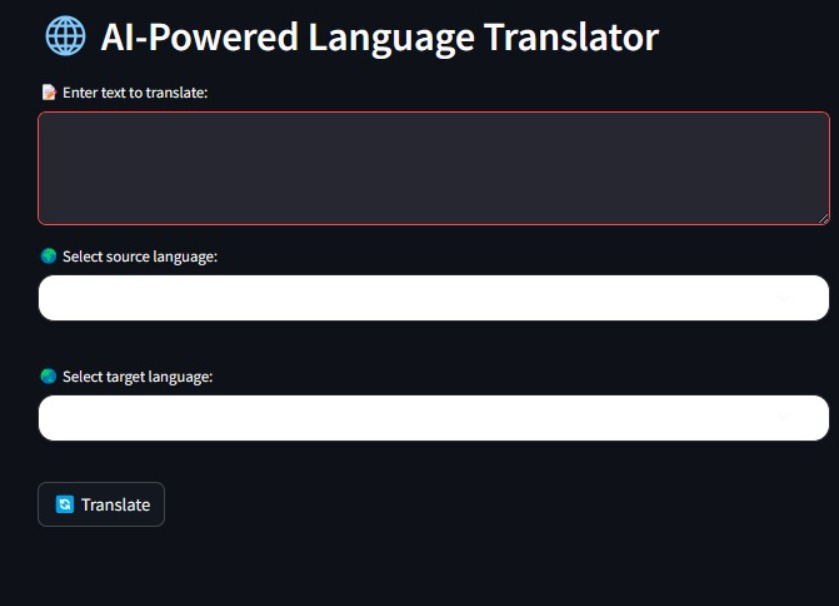 AI-Powered Language Translator
Enter text to translate:
Select source language:
Select target language:
Translate